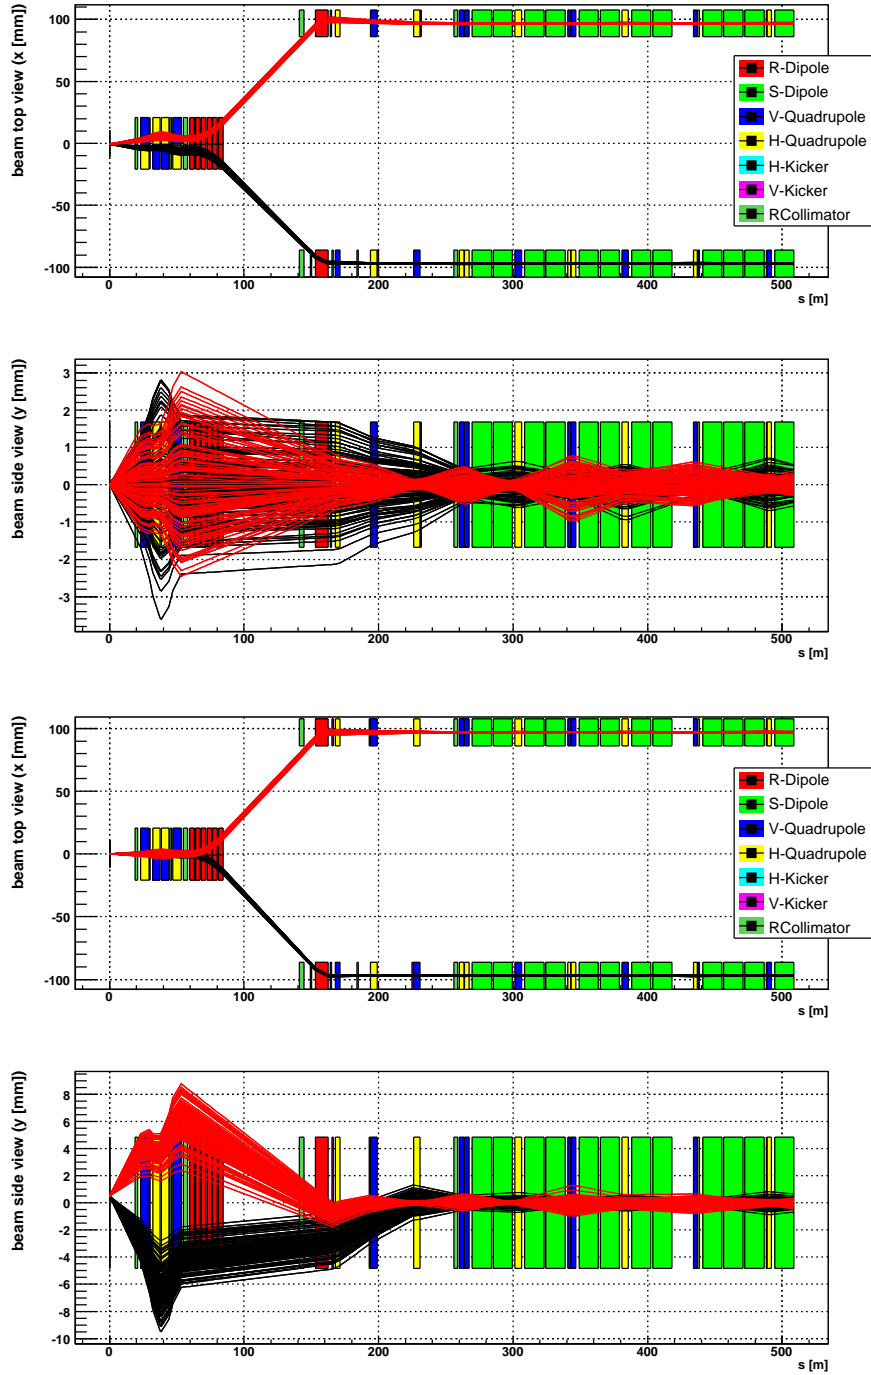 beam top view (x [mm])
100
50
0
-50
-100
0
100
200
300
400
500
s [m]
R-Dipole
S-Dipole
V-Quadrupole
H-Quadrupole
H-Kicker
V-Kicker
RCollimator
beam side view (y [mm])
3
2
1
0
-1
-2
-3
0
100
200
300
400
500
s [m]
beam top view (x [mm])
100
50
0
-50
-100
0
100
200
300
400
500
s [m]
R-Dipole
S-Dipole
V-Quadrupole
H-Quadrupole
H-Kicker
V-Kicker
RCollimator
beam side view (y [mm])
8
6
4
2
0
-2
-4
-6
-8
-10
0
100
200
300
400
500
s [m]